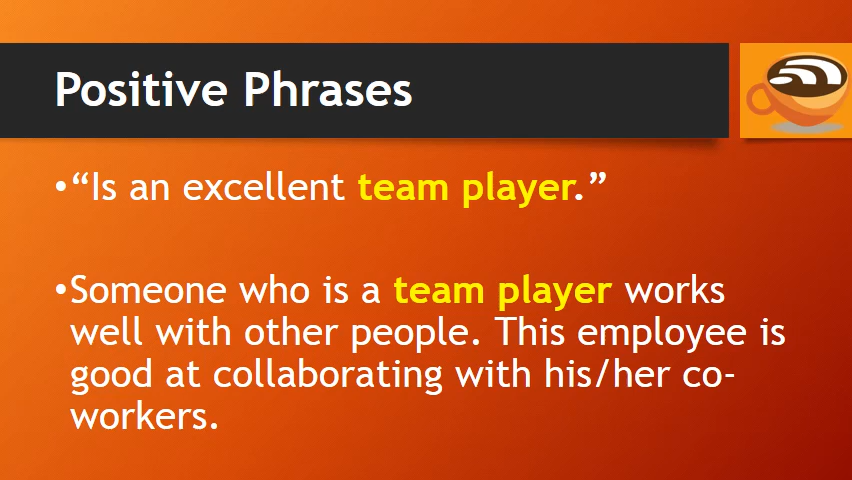 Positive Phrases
•“Is an excellent team player.”
•Someone who is a team player works
well with other people. This employee is
good at collaborating with his/her co-
workers.